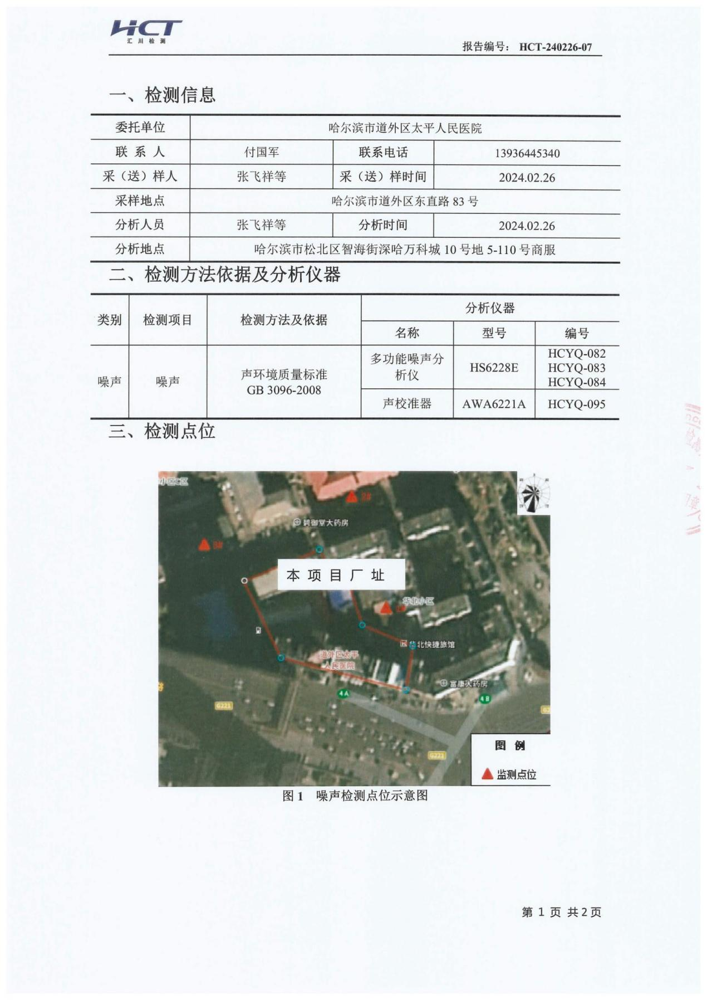 HCT
汇川检测
报告编号： HCT-240226-07
一、检测信息
委托单位 哈尔滨市道外区太平人民医院
联 系 人 付国军 联系电话 13936445340
采（送）样人 张飞祥等 采（送）样时间 2024.02.26
采样地点 哈尔滨市道外区东直路 83 号
分析人员 张飞祥等 分析时间 2024.02.26
分析地点 哈尔滨市松北区智海街深哈万科城 10 号地 5-110 号商服
二、检测方法依据及分析仪器
分析仪器
类别 检测项目 检测方法及依据
名称 型号 编号
噪声 噪声
声环境质量标准
GB 3096-2008
多功能噪声分
析仪
HS6228E
HCYQ-082
HCYQ-083
HCYQ-084
声校准器 AWA6221A HCYQ-095
三、检测点位
小区C区
2#
碧御堂大药房
3#
本项目厂址
华北小区
1#
华北快捷旅馆
道外区太平
人民医院
富康大药房
4A
4B
G221
G221
图 例
监测点位
图 1 噪声检测点位示意图
第 1 页 共 2 页